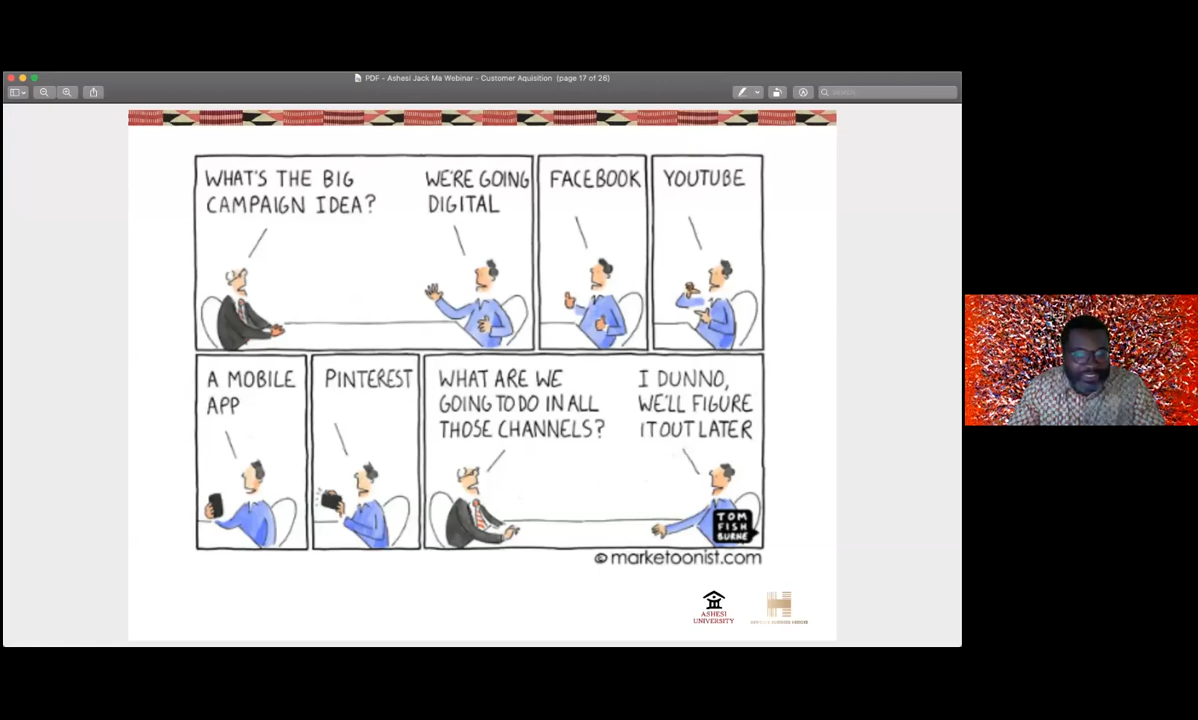 PDF - Ashesi Jack Ma Webinar - Customer Aquisition (page 17 of 26)
Search
WHAT'S THE BIG
CAMPAIGN IDEA?
WE'RE GOING
DIGITAL
FACEBOOK
YOUTUBE
A MOBILE
APP
PINTEREST
WHAT ARE WE
GOING TO DO IN ALL
THOSE CHANNELS?
I DUNNO,
WE'LL FIGURE
IT OUT LATER
TOM
FISH
BURNE
© marketoonist.com
ASHESI
UNIVERSITY